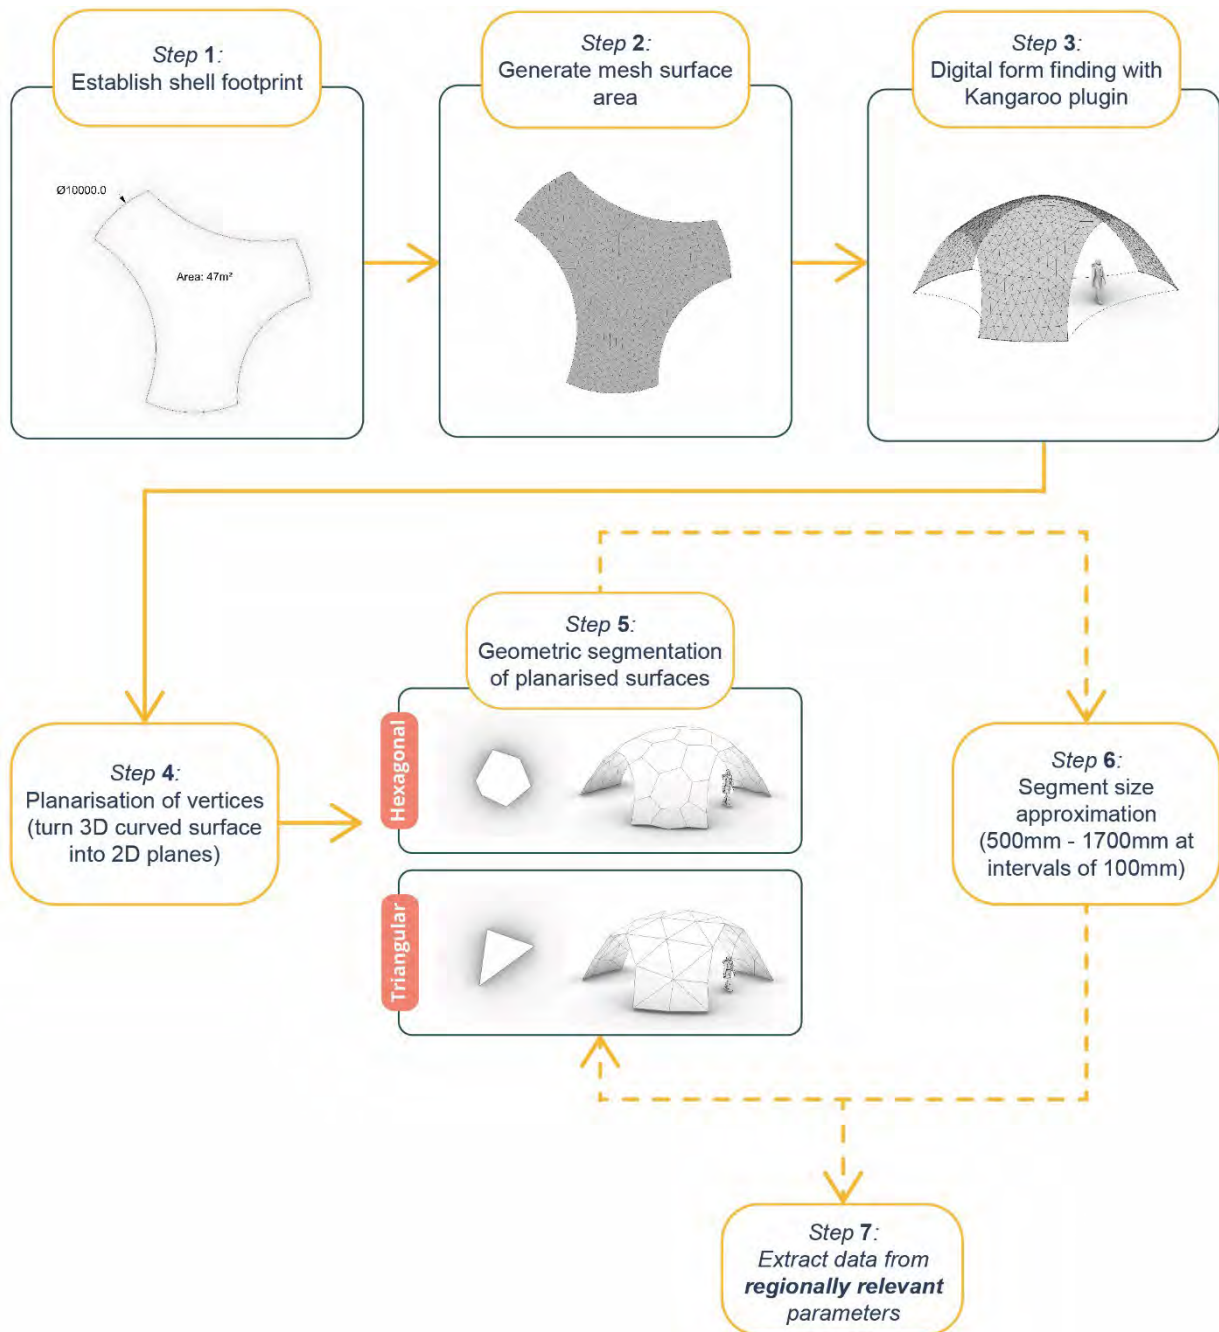 Step 1:
Establish shell footprint
Step 2:
Generate mesh surface
area
Step 3:
Digital form finding with
Kangaroo plugin
Ø10000.0
Area: 47m²
Step 4:
Planarisation of vertices
(turn 3D curved surface
into 2D planes)
Step 5:
Geometric segmentation
of planarised surfaces
Hexagonal
Triangular
Step 6:
Segment size
approximation
(500mm - 1700mm at
intervals of 100mm)
Step 7:
Extract data from
regionally relevant
parameters